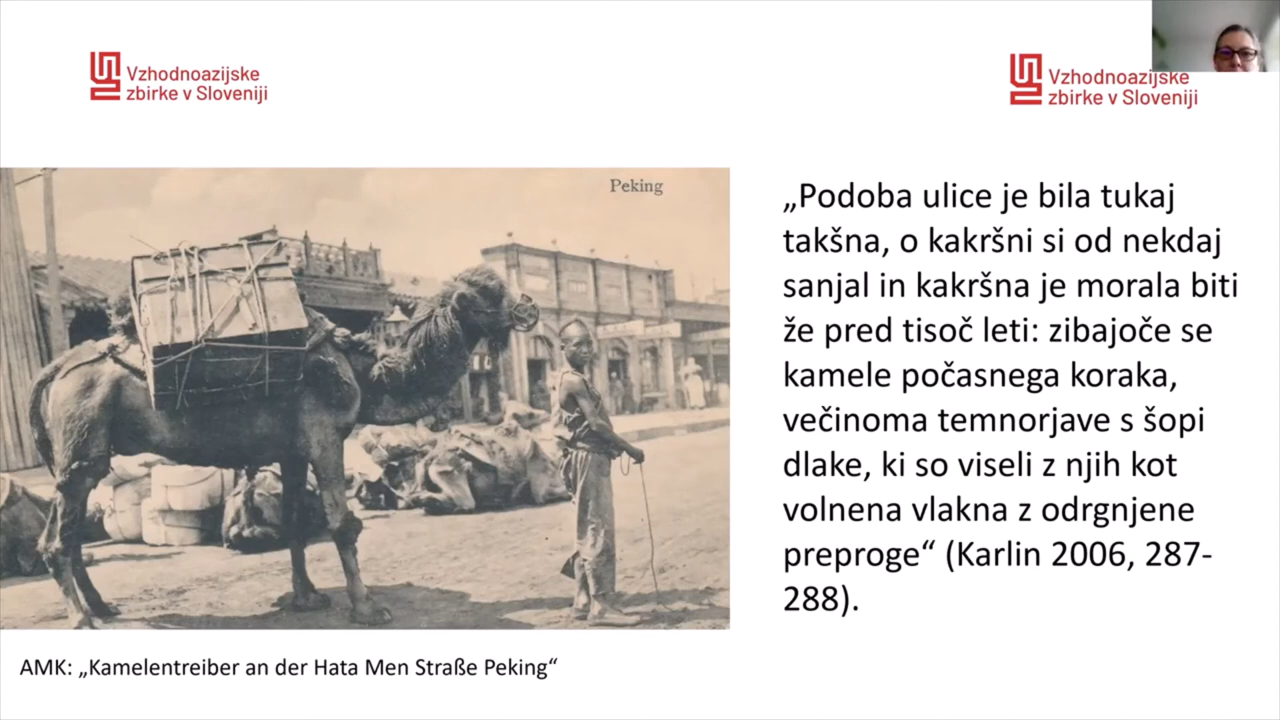 Vzhodnoazijske
zbirke v Sloveniji
Vzhodnoazijske
zbirke v Sloveniji
Peking
„Podoba ulice je bila tukaj
takšna, o kakršni si od nekdaj
sanjal in kakršna je morala biti
že pred tisoč leti: zibajoče se
kamele počasnega koraka,
večinoma temnorjave s šopi
dlake, ki so viseli z njih kot
volnena vlakna z odrgnjene
preproge“ (Karlin 2006, 287-
288).
AMK: „Kamelentreiber an der Hata Men Straße Peking“